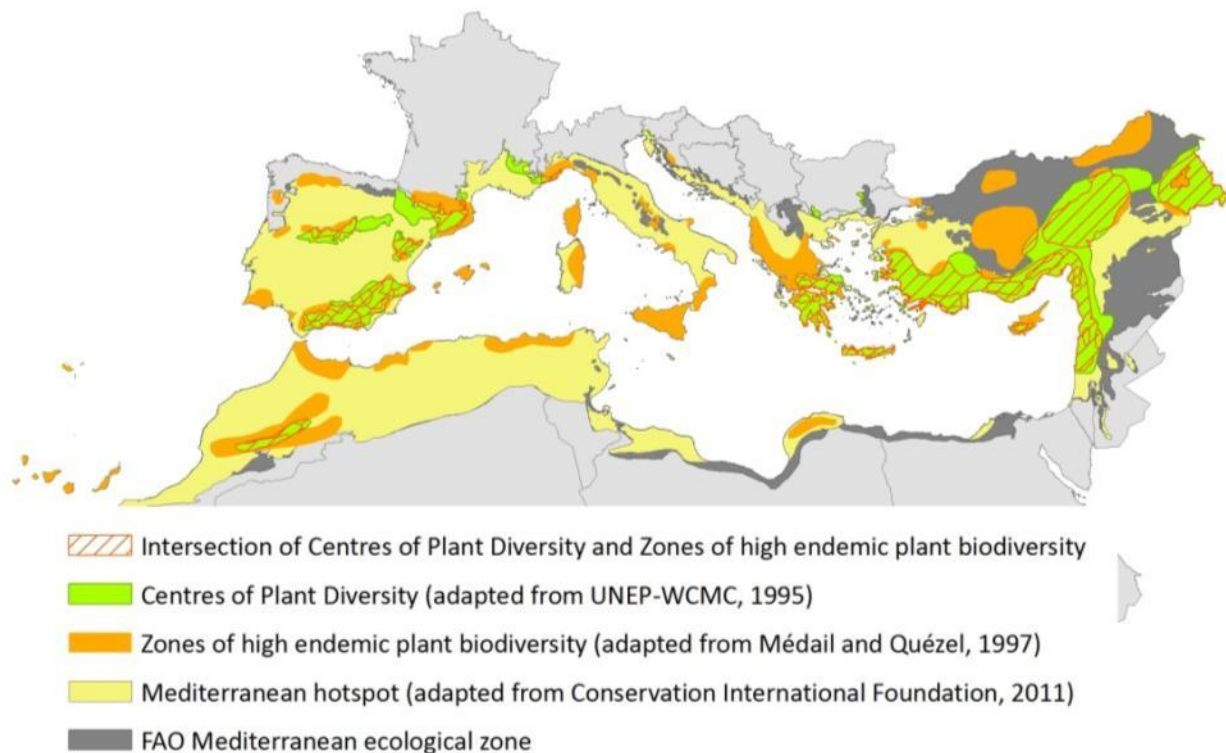 Intersection of Centres of Plant Diversity and Zones of high endemic plant biodiversity
Centres of Plant Diversity (adapted from UNEP-WCMC, 1995)
Zones of high endemic plant biodiversity (adapted from Médail and Quézel, 1997)
Mediterranean hotspot (adapted from Conservation International Foundation, 2011)
FAO Mediterranean ecological zone